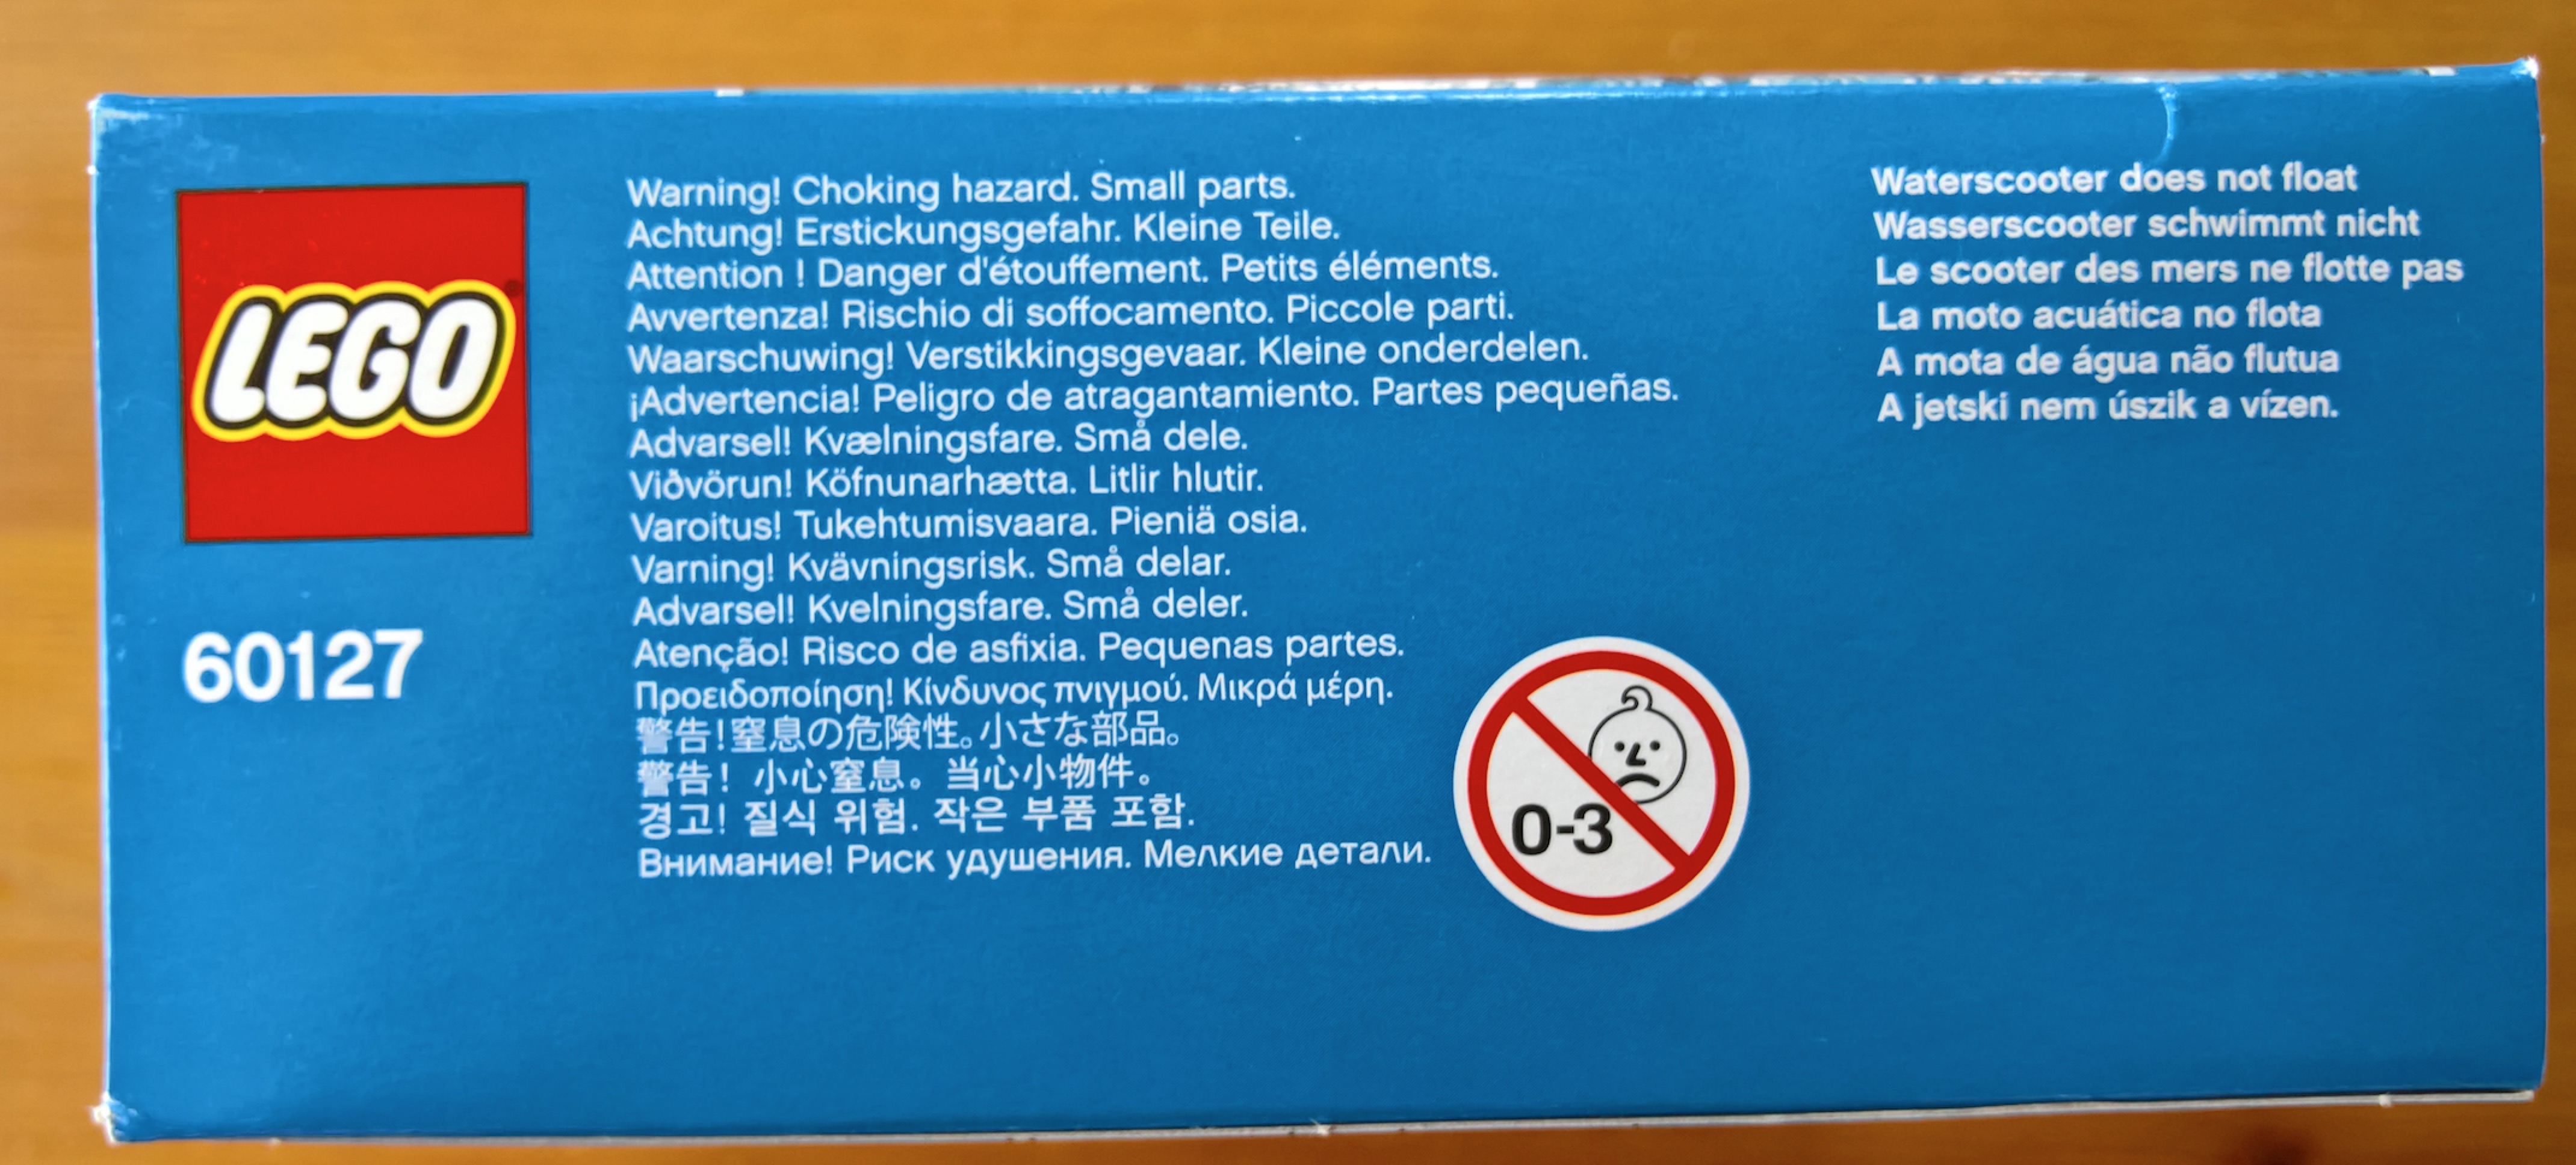 LEGO
60127
Warning! Choking hazard. Small parts.
Achtung! Erstickungsgefahr. Kleine Teile.
Attention ! Danger d'étouffement. Petits éléments.
Avvertenza! Rischio di soffocamento. Piccole parti.
Waarschuwing! Verstikkingsgevaar. Kleine onderdelen.
¡Advertencia! Peligro de atragantamiento. Partes pequeñas.
Advarsel! Kvælningsfare. Små dele.
Viðvörun! Köfnunarhætta. Litlir hlutir.
Varoitus! Tukehtumisvaara. Pieniä osia.
Varning! Kvävningsrisk. Små delar.
Advarsel! Kvelningsfare. Små deler.
Atenção! Risco de asfixia. Pequenas partes.
Προειδοποίηση! Κίνδυνος πνιγμού. Μικρά μέρη.
警告!窒息の危険性。小さな部品。
警告! 小心窒息。当心小物件。
경고! 질식 위험. 작은 부품 포함.
Внимание! Риск удушения. Мелкие детали.
0-3
Waterscooter does not float
Wasserscooter schwimmt nicht
Le scooter des mers ne flotte pas
La moto acuática no flota
A mota de água não flutua
A jetski nem úszik a vízen.